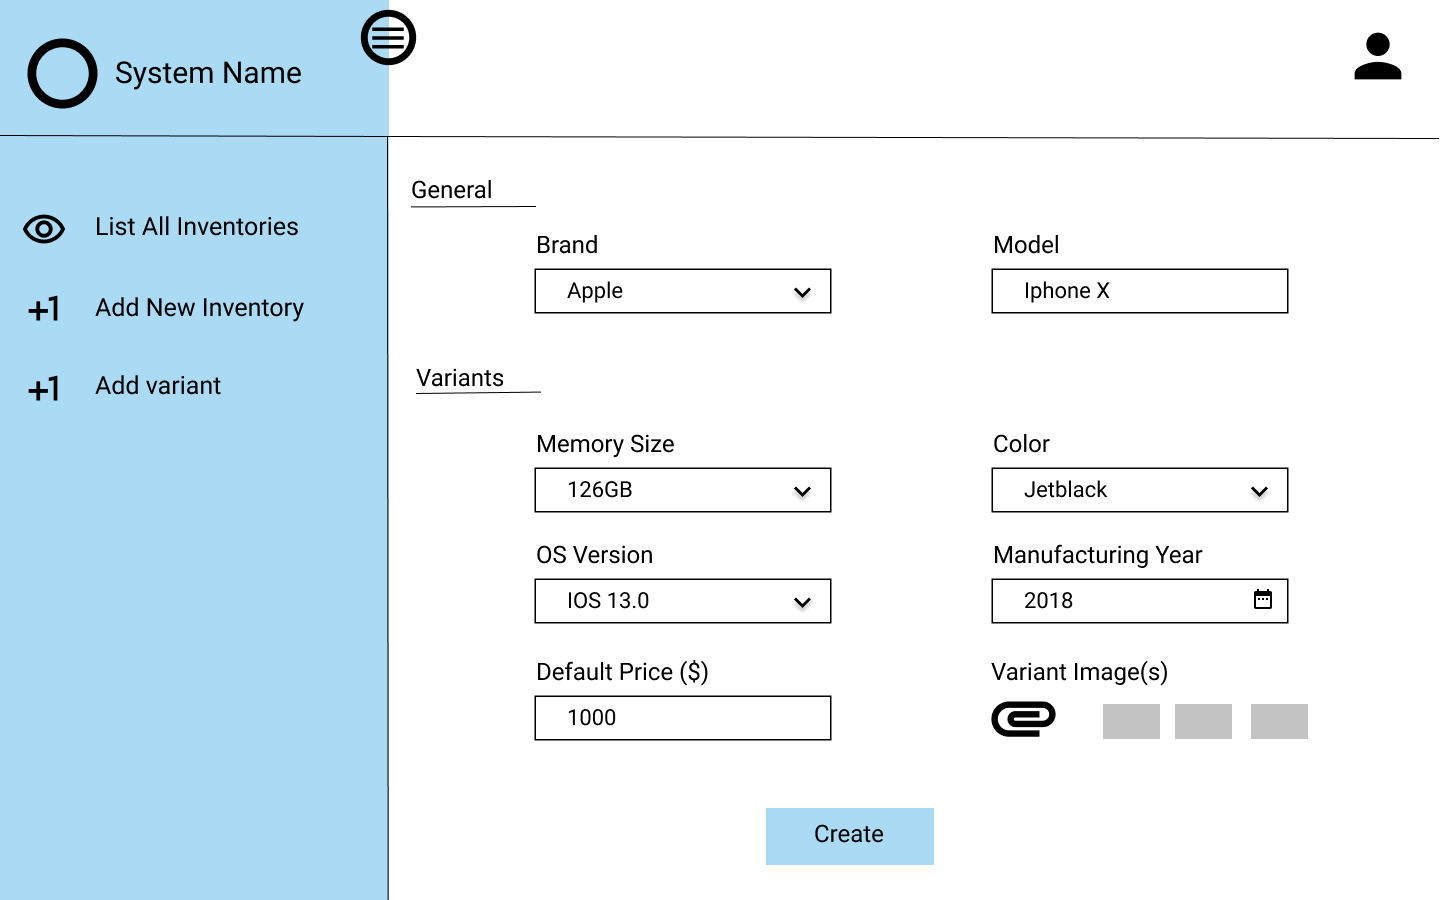 System Name
List All Inventories
+1 Add New Inventory
+1 Add variant
General
Brand Model
Apple Iphone X
Variants
Memory Size Color
126GB Jetblack
OS Version Manufacturing Year
IOS 13.0 2018
Default Price ($) Variant Image(s)
1000
Create